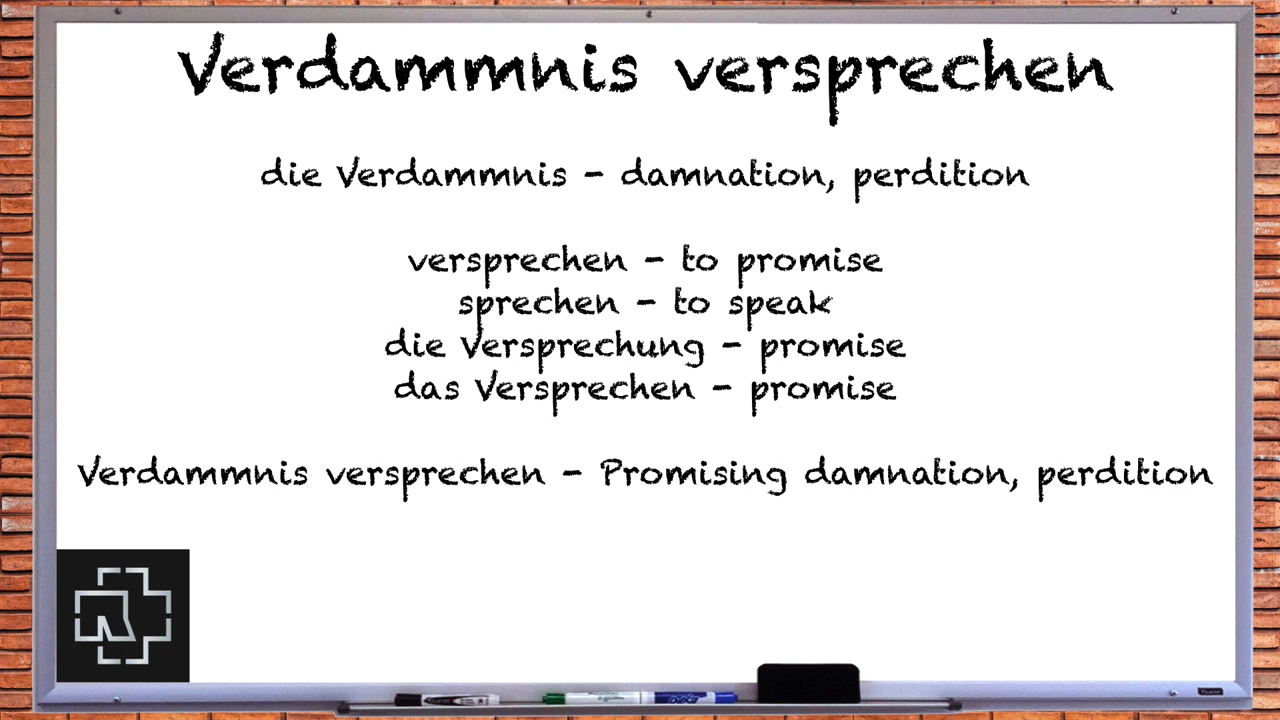 Verdammnis versprechen
die Verdammnis - damnation, perdition
versprechen - to promise
sprechen - to speak
die Versprechung - promise
das Versprechen - promise
Verdammnis versprechen - Promising damnation, perdition